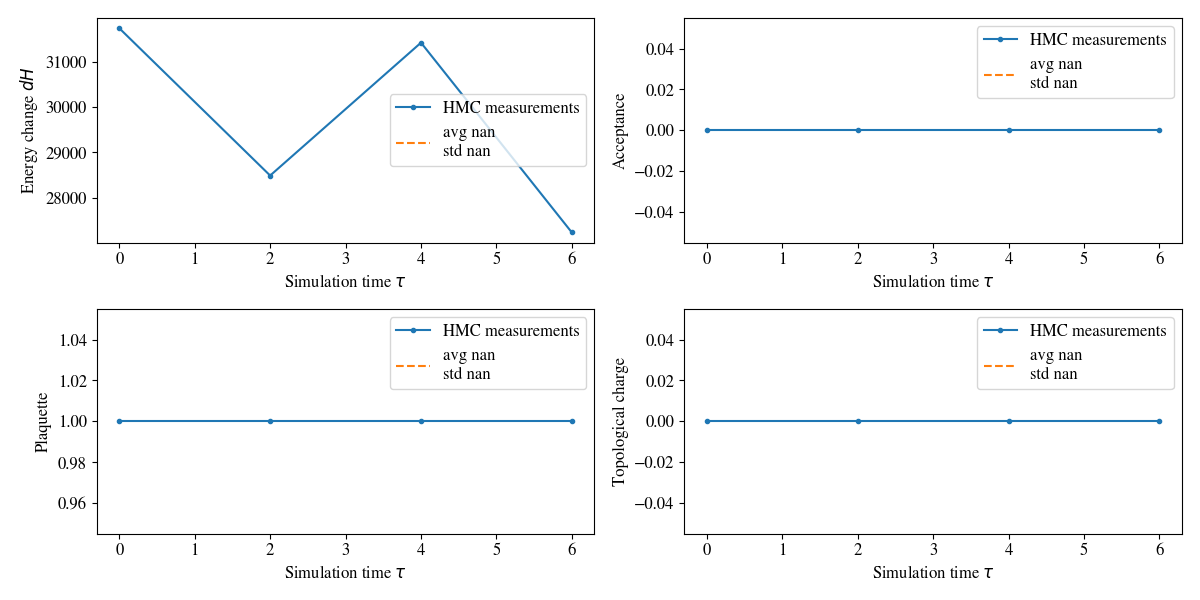 Energy change dH
31000
30000
29000
28000
HMC measurements
avg nan
std nan
0 1 2 3 4 5 6
Simulation time τ
Acceptance
0.04
0.02
0.00
−0.02
−0.04
HMC measurements
avg nan
std nan
0 1 2 3 4 5 6
Simulation time τ
Plaquette
1.04
1.02
1.00
0.98
0.96
HMC measurements
avg nan
std nan
0 1 2 3 4 5 6
Simulation time τ
Topological charge
0.04
0.02
0.00
−0.02
−0.04
HMC measurements
avg nan
std nan
0 1 2 3 4 5 6
Simulation time τ